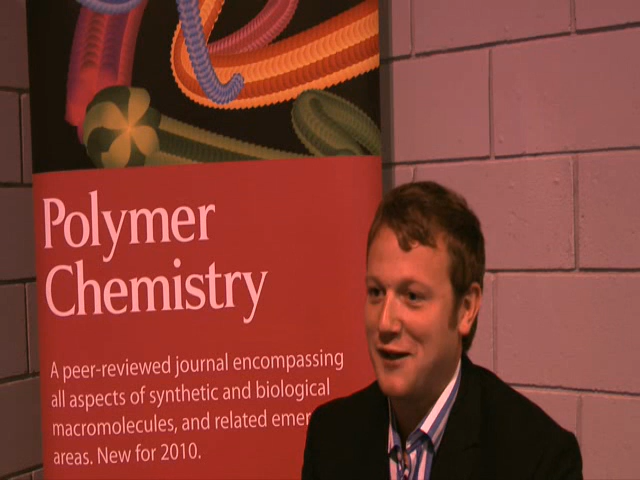 Polymer
Chemistry
A peer-reviewed journal encompassing
all aspects of synthetic and biological
macromolecules, and related
areas. New for 2010.